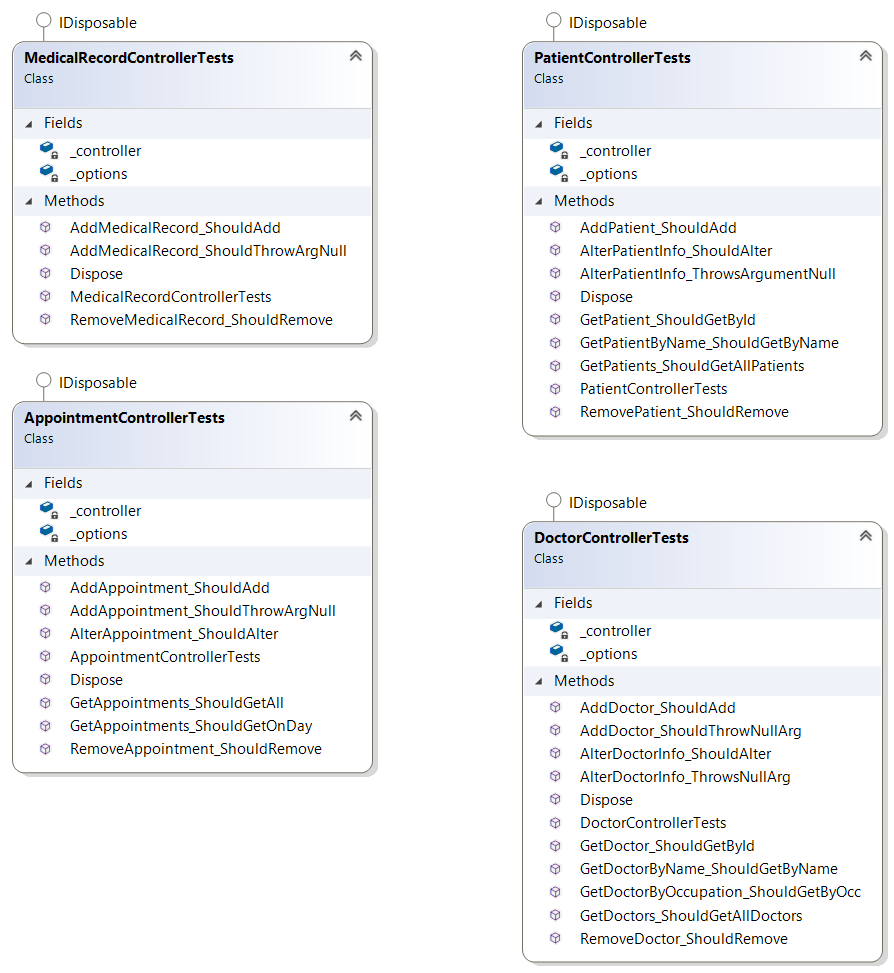 IDisposable
MedicalRecordControllerTests
Class
Fields
_controller
_options
Methods
AddMedicalRecord_ShouldAdd
AddMedicalRecord_ShouldThrowArgNull
Dispose
MedicalRecordControllerTests
RemoveMedicalRecord_ShouldRemove
IDisposable
AppointmentControllerTests
Class
Fields
_controller
_options
Methods
AddAppointment_ShouldAdd
AddAppointment_ShouldThrowArgNull
AlterAppointment_ShouldAlter
AppointmentControllerTests
Dispose
GetAppointments_ShouldGetAll
GetAppointments_ShouldGetOnDay
RemoveAppointment_ShouldRemove
IDisposable
PatientControllerTests
Class
Fields
_controller
_options
Methods
AddPatient_ShouldAdd
AlterPatientInfo_ShouldAlter
AlterPatientInfo_ThrowsArgumentNull
Dispose
GetPatient_ShouldGetById
GetPatientByName_ShouldGetByName
GetPatients_ShouldGetAllPatients
PatientControllerTests
RemovePatient_ShouldRemove
IDisposable
DoctorControllerTests
Class
Fields
_controller
_options
Methods
AddDoctor_ShouldAdd
AddDoctor_ShouldThrowNullArg
AlterDoctorInfo_ShouldAlter
AlterDoctorInfo_ThrowsNullArg
Dispose
DoctorControllerTests
GetDoctor_ShouldGetById
GetDoctorByName_ShouldGetByName
GetDoctorByOccupation_ShouldGetByOcc
GetDoctors_ShouldGetAllDoctors
RemoveDoctor_ShouldRemove